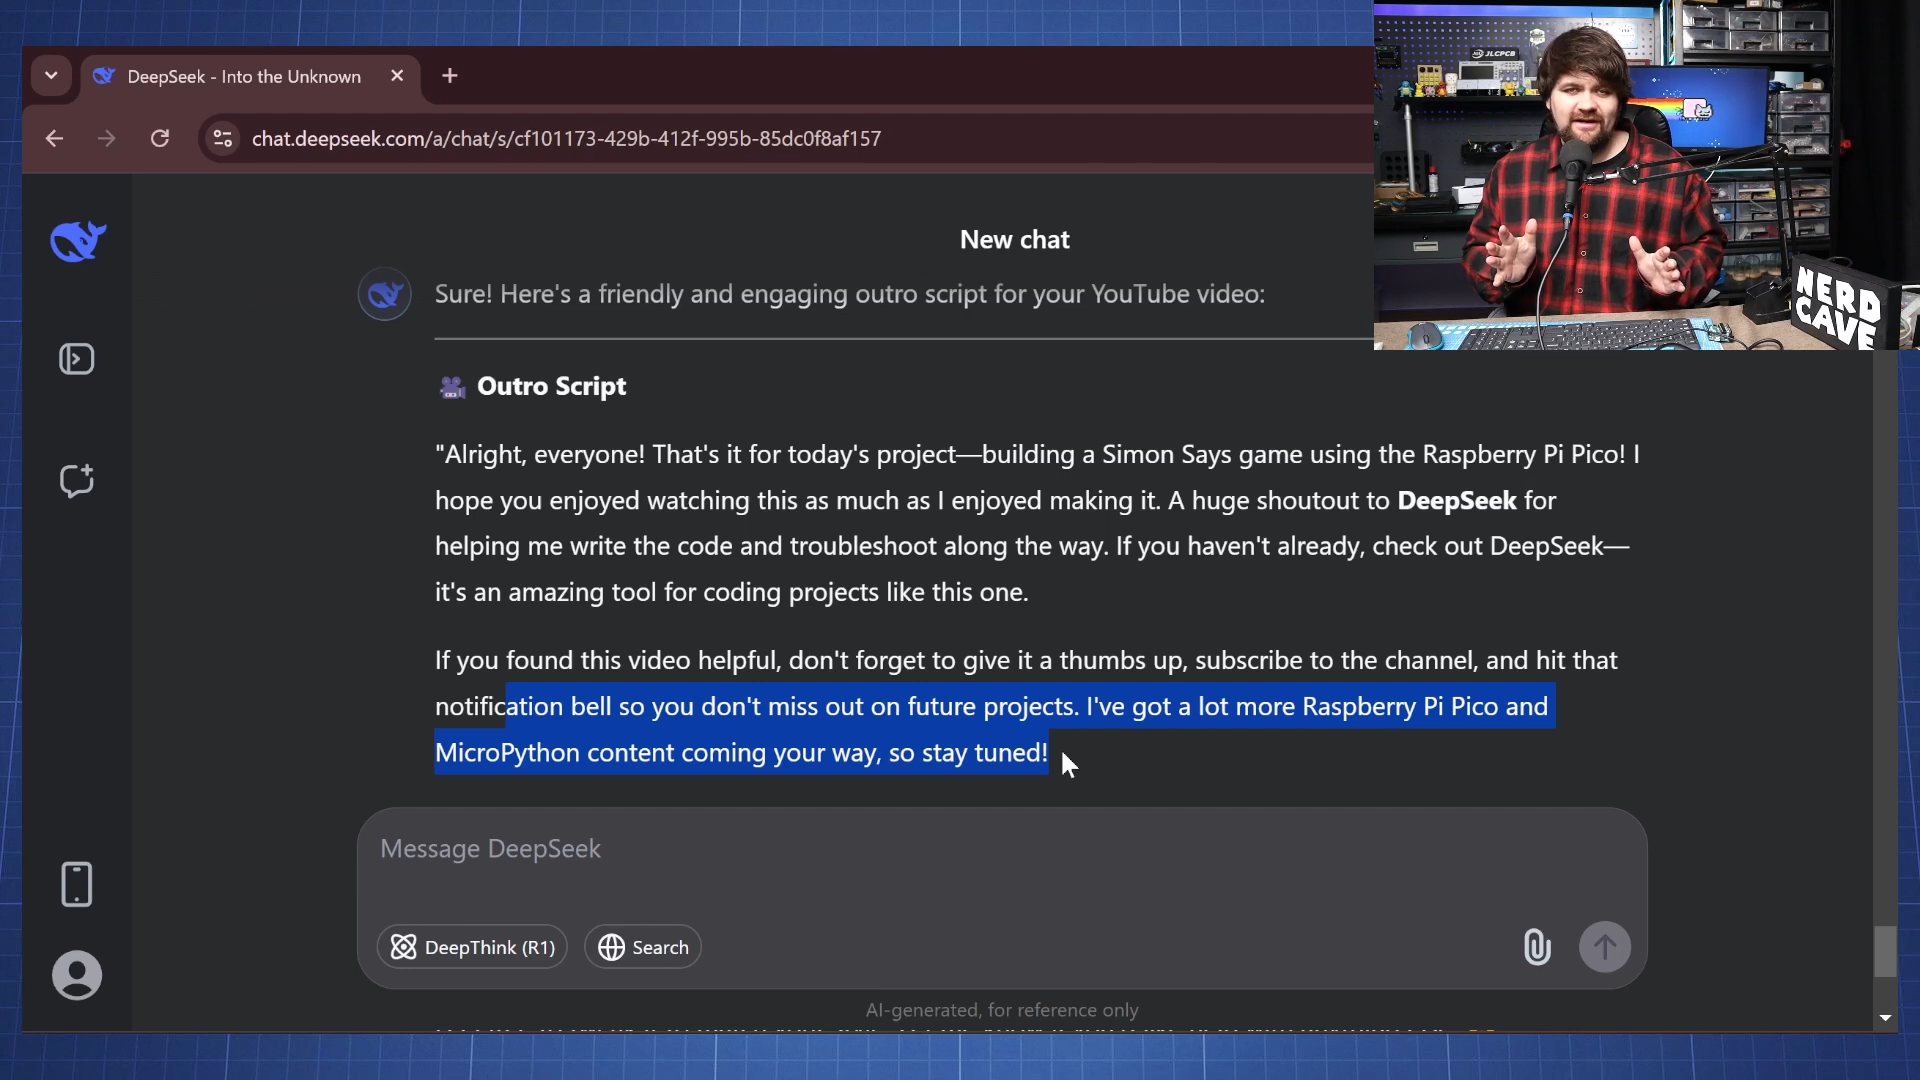 DeepSeek - Into the Unknown
chat.deepseek.com/a/chat/s/cf101173-429b-412f-995b-85dc0f8af157
JLCPCB
NERD
CAVE
New chat
Sure! Here's a friendly and engaging outro script for your YouTube video:
Outro Script
"Alright, everyone! That's it for today's project—building a Simon Says game using the Raspberry Pi Pico! I
hope you enjoyed watching this as much as I enjoyed making it. A huge shoutout to DeepSeek for
helping me write the code and troubleshoot along the way. If you haven't already, check out DeepSeek—
it's an amazing tool for coding projects like this one.
If you found this video helpful, don't forget to give it a thumbs up, subscribe to the channel, and hit that
notification bell so you don't miss out on future projects. I've got a lot more Raspberry Pi Pico and
MicroPython content coming your way, so stay tuned!
Message DeepSeek
DeepThink (R1)
Search
AI-generated, for reference only